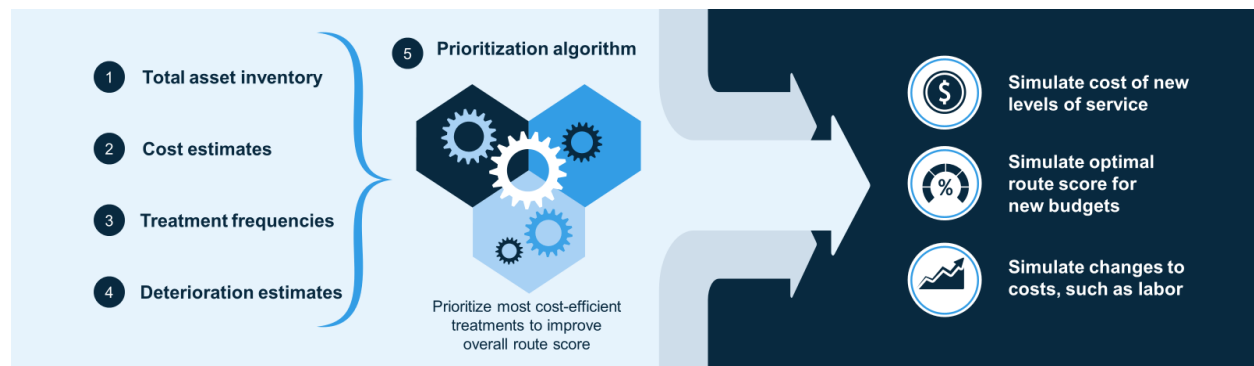 1 Total asset inventory
2 Cost estimates
3 Treatment frequencies
4 Deterioration estimates
5 Prioritization algorithm
Prioritize most cost-efficient
treatments to improve
overall route score
$ Simulate cost of new
levels of service
Simulate optimal
% route score for
new budgets
Simulate changes to
costs, such as labor